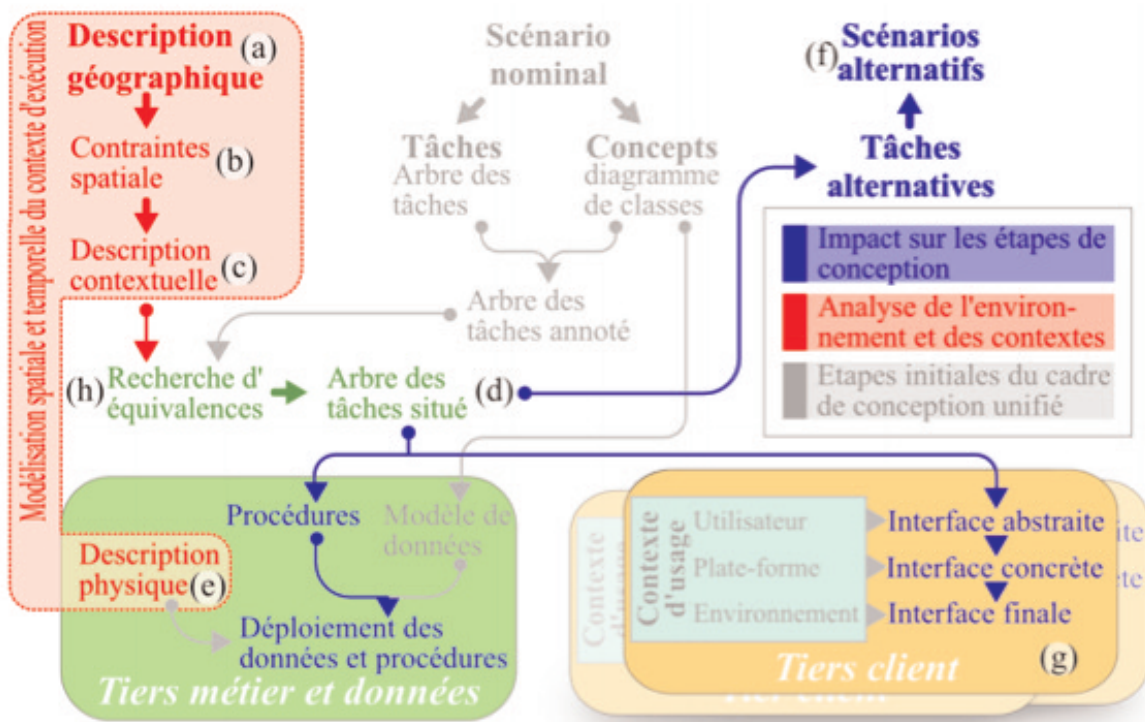 Modélisation spatiale et temporelle du contexte d'exécution
Description
géographique
(a)
Contraintes
spatiale
(b)
Description
contextuelle
(c)
Scénario
nominal
Tâches
Arbre des
tâches
Concepts
diagramme
de classes
Arbre des
tâches annoté
(f)
Scénarios
alternatifs
Tâches
alternatives
Impact sur les étapes de
conception
Analyse de l'environ-
nement et des contextes
Etapes initiales du cadre
de conception unifié
(h)
Recherche d'
équivalences
Arbre des
tâches situé
(d)
Procédures
Modèle de
données
Description
physique
(e)
Déploiement des
données et procédures
Tiers métier et données
Contexte
d'usage
Contexte
d'usage
Utilisateur
Plate-forme
Environnement
Interface abstraite
Interface concrète
Interface finale
ite
ète
(g)
Tiers client